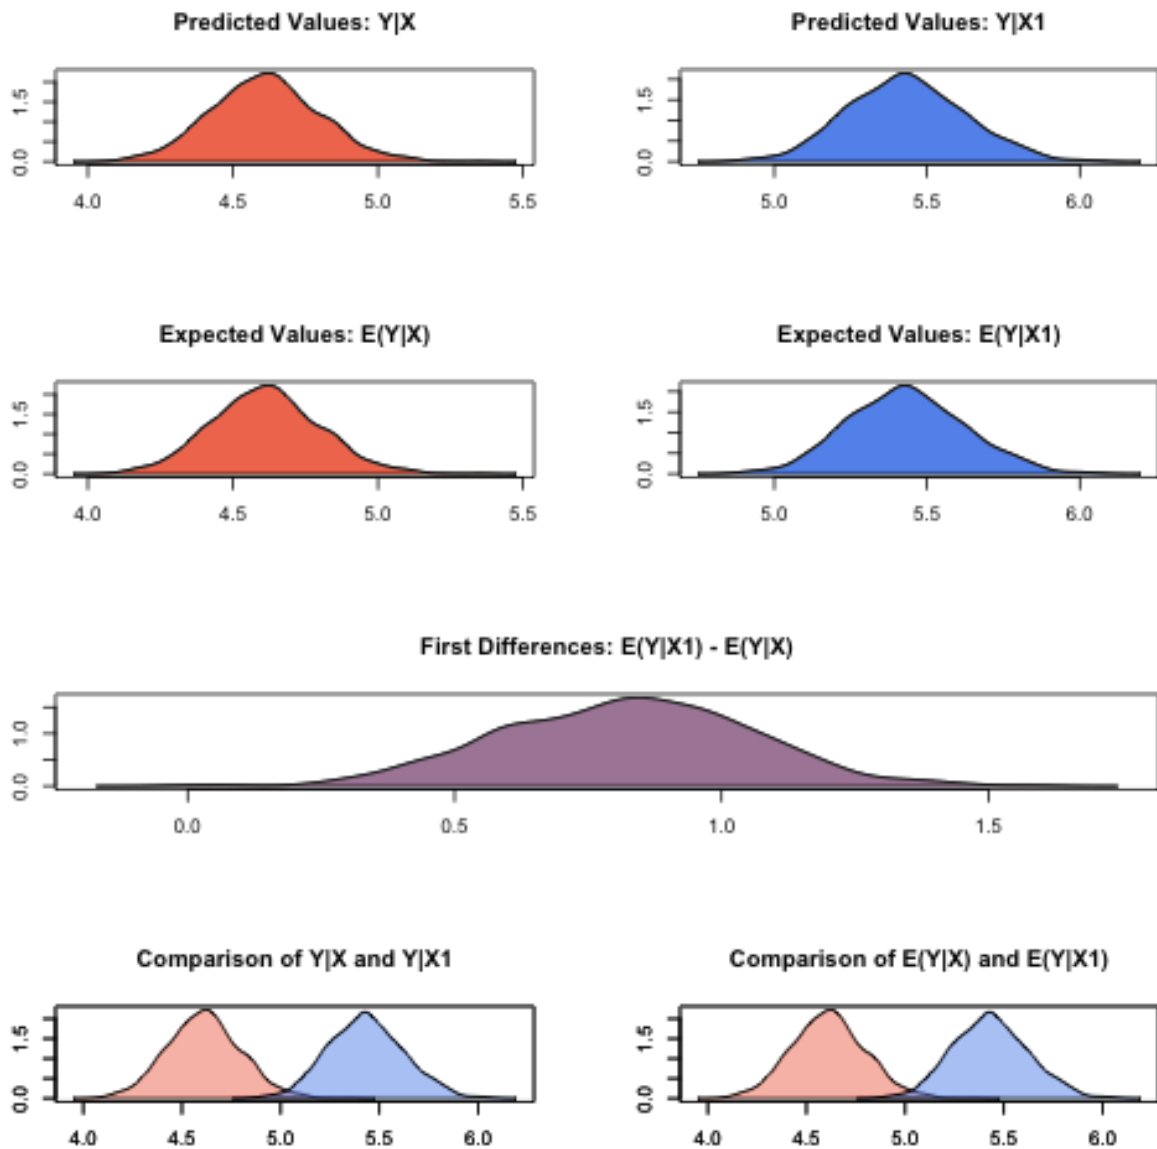 Predicted Values: Y|X
1.5
0.0
4.0 4.5 5.0 5.5
Predicted Values: Y|X1
1.5
0.0
5.0 5.5 6.0
Expected Values: E(Y|X)
1.5
0.0
4.0 4.5 5.0 5.5
Expected Values: E(Y|X1)
1.5
0.0
5.0 5.5 6.0
First Differences: E(Y|X1) - E(Y|X)
1.0
0.0
0.0 0.5 1.0 1.5
Comparison of Y|X and Y|X1
1.5
0.0
4.0 4.5 5.0 5.5 6.0
Comparison of E(Y|X) and E(Y|X1)
1.5
0.0
4.0 4.5 5.0 5.5 6.0